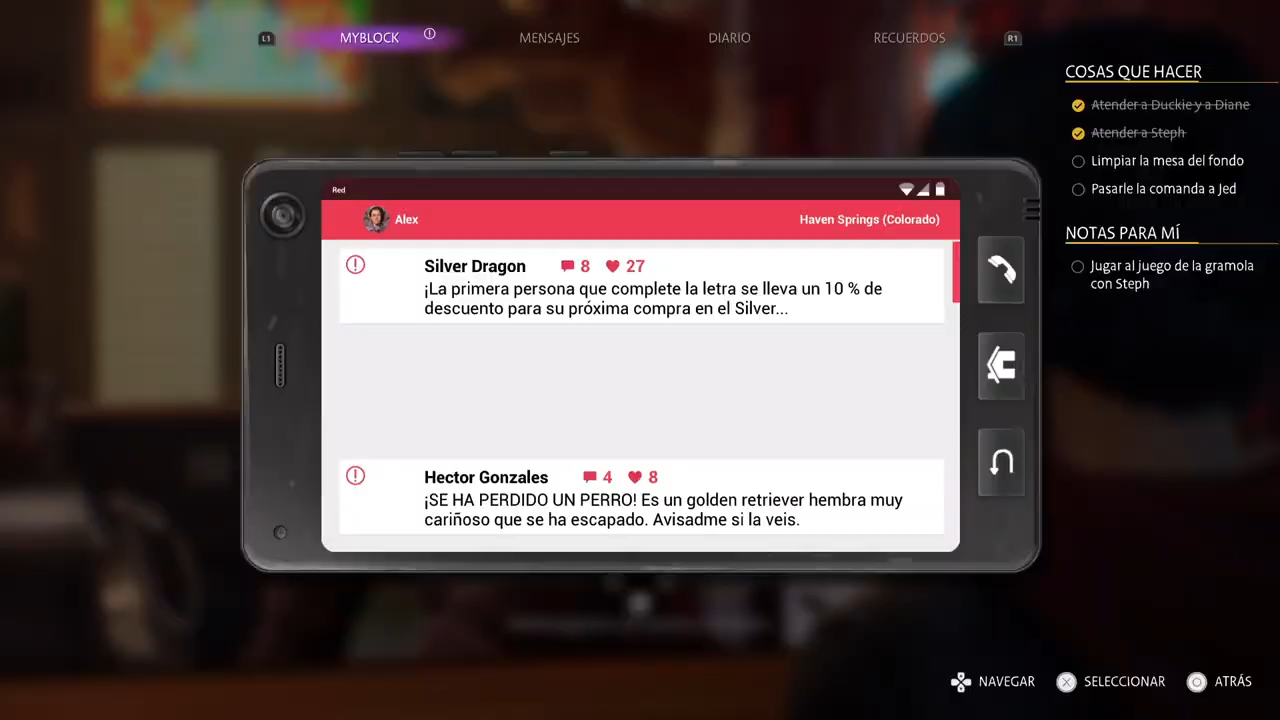 L1
MYBLOCK
MENSAJES
DIARIO
RECUERDOS
R1
COSAS QUE HACER
Atender a Duckie y a Diane
Atender a Steph
Limpiar la mesa del fondo
Pasarle la comanda a Jed
NOTAS PARA MÍ
Jugar al juego de la gramola
con Steph
Red
Alex
Haven Springs (Colorado)
Silver Dragon 8 27
¡La primera persona que complete la letra se lleva un 10 % de
descuento para su próxima compra en el Silver...
Hector Gonzales 4 8
¡SE HA PERDIDO UN PERRO! Es un golden retriever hembra muy
cariñoso que se ha escapado. Avisadme si la veis.
NAVEGAR
SELECCIONAR
ATRÁS